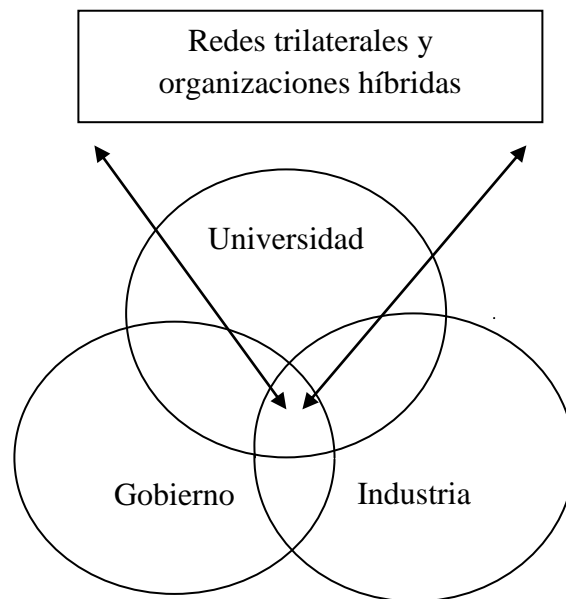 Redes trilaterales y
organizaciones híbridas
Universidad
Gobierno
Industria